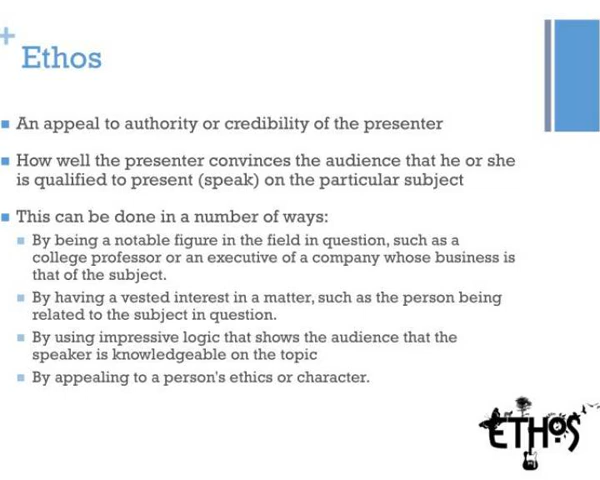 +
Ethos
An appeal to authority or credibility of the presenter
How well the presenter convinces the audience that he or she
is qualified to present (speak) on the particular subject
This can be done in a number of ways:
By being a notable figure in the field in question, such as a
college professor or an executive of a company whose business is
that of the subject.
By having a vested interest in a matter, such as the person being
related to the subject in question.
By using impressive logic that shows the audience that the
speaker is knowledgeable on the topic
By appealing to a person's ethics or character.
ETHOS